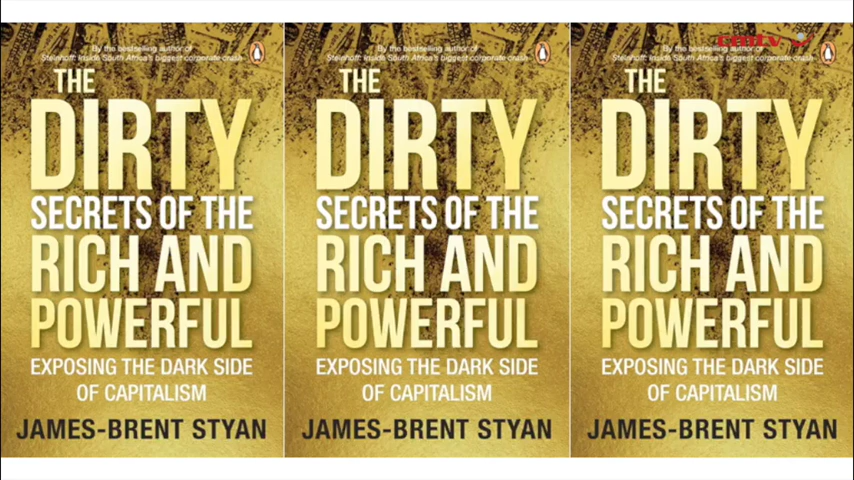 By the bestselling author of
Steinhoff: Inside South Africa's biggest corporate crash
THE
DIRTY
SECRETS OF THE
RICH AND
POWERFUL
EXPOSING THE DARK SIDE
OF CAPITALISM
JAMES-BRENT STYAN
By the bestselling author of
Steinhoff: Inside South Africa's biggest corporate crash
THE
DIRTY
SECRETS OF THE
RICH AND
POWERFUL
EXPOSING THE DARK SIDE
OF CAPITALISM
JAMES-BRENT STYAN
By the bestselling author of
Steinhoff: Inside South Africa's biggest corporate crash
THE
DIRTY
SECRETS OF THE
RICH AND
POWERFUL
EXPOSING THE DARK SIDE
OF CAPITALISM
JAMES-BRENT STYAN